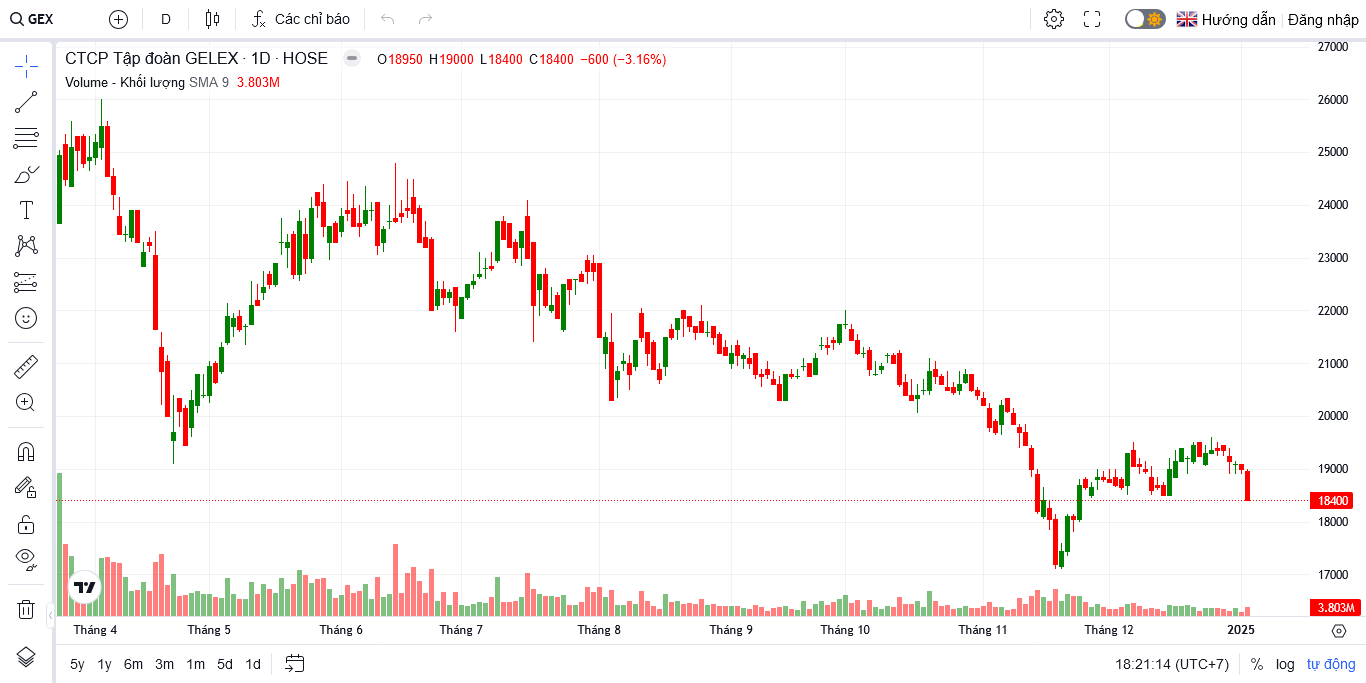 GEX D Các chỉ báo Hướng dẫn Đăng nhập
CTCP Tập đoàn GELEX · 1D · HOSE O18950 H19000 L18400 C18400 −600 (−3.16%)
Volume - Khối lượng SMA 9 3.803M
27000
26000
25000
24000
23000
22000
21000
20000
19000
18400
18000
17000
3.803M
Tháng 4 Tháng 5 Tháng 6 Tháng 7 Tháng 8 Tháng 9 Tháng 10 Tháng 11 Tháng 12 2025
5y 1y 6m 3m 1m 5d 1d 18:21:14 (UTC+7) % log tự động